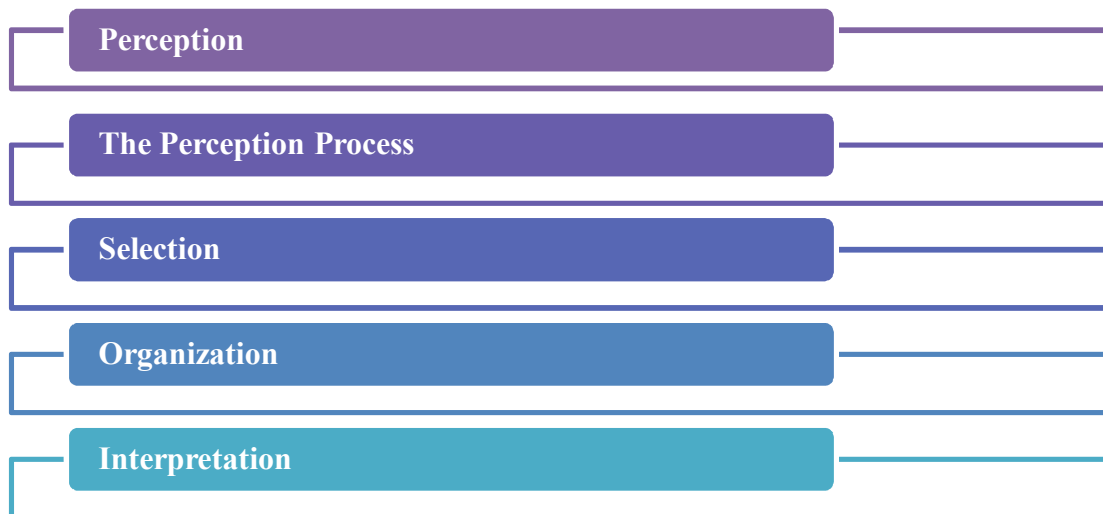 Perception
The Perception Process
Selection
Organization
Interpretation